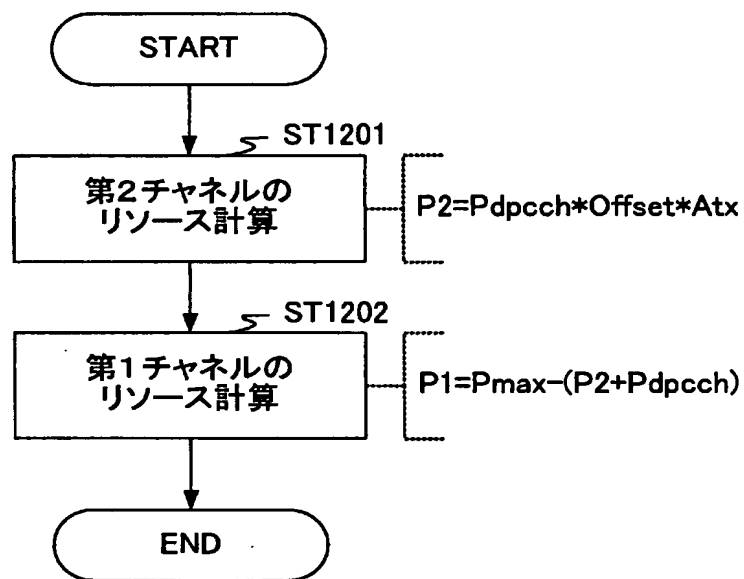 START
ST1201
第2チャネルの
リソース計算
P2=Pdpcch*Offset*Atx
ST1202
第1チャネルの
リソース計算
P1=Pmax-(P2+Pdpcch)
END